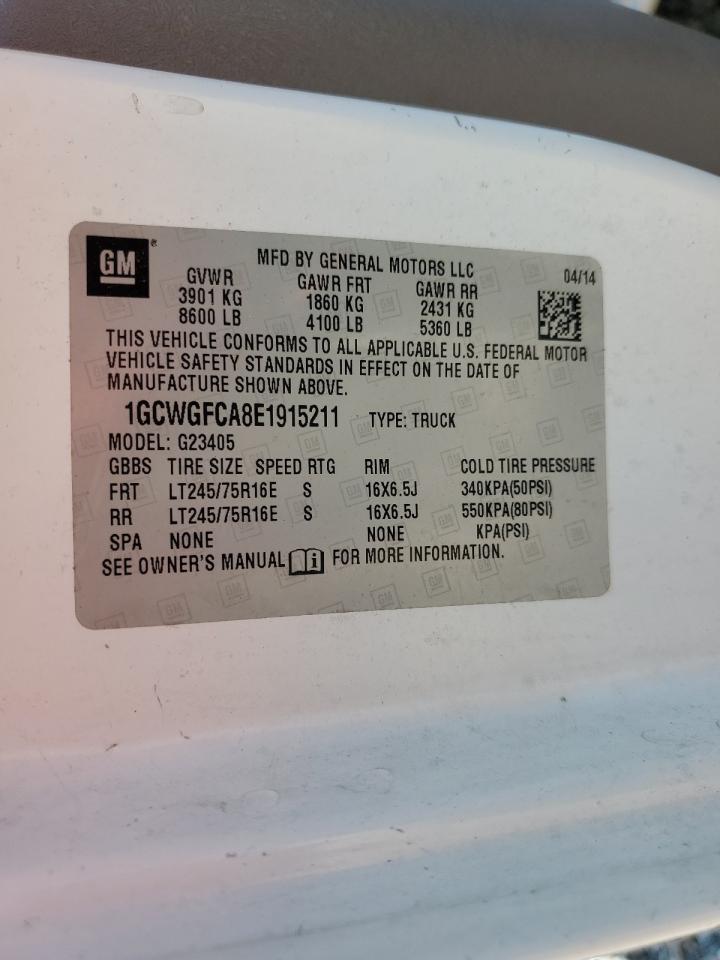 GM ®
MFD BY GENERAL MOTORS LLC 04/14
GVWR GAWR FRT GAWR RR
3901 KG 1860 KG 2431 KG
8600 LB 4100 LB 5360 LB
THIS VEHICLE CONFORMS TO ALL APPLICABLE U.S. FEDERAL MOTOR
VEHICLE SAFETY STANDARDS IN EFFECT ON THE DATE OF
MANUFACTURE SHOWN ABOVE.
1GCWGFCA8E1915211 TYPE: TRUCK
MODEL: G23405
GBBS TIRE SIZE SPEED RTG RIM COLD TIRE PRESSURE
FRT LT245/75R16E S 16X6.5J 340KPA(50PSI)
RR LT245/75R16E S 16X6.5J 550KPA(80PSI)
SPA NONE NONE KPA(PSI)
SEE OWNER'S MANUAL i FOR MORE INFORMATION.